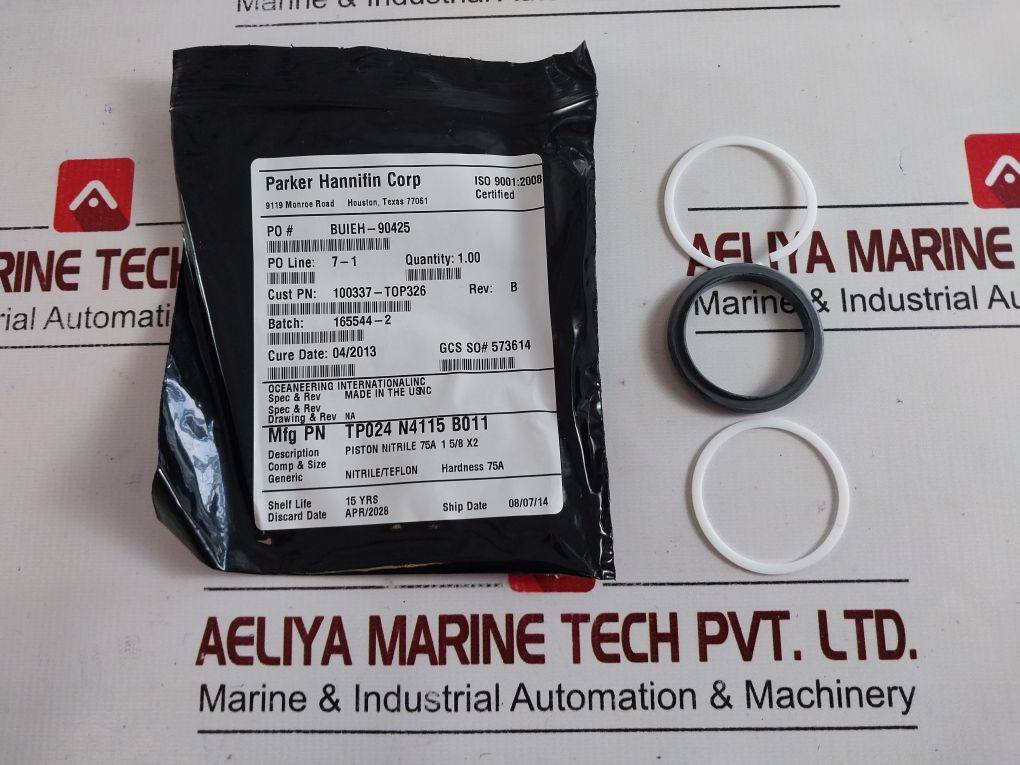 Marine & Industrial Automation
Parker Hannifin Corp
ISO 9001:2008
Certified
9119 Monroe Road Houston, Texas 77061
PO # BUIEH-90425
PO Line: 7-1 Quantity: 1.00
Cust PN: 100337-TOP326 Rev: B
Batch: 165544-2
Cure Date: 04/2013 GCS SO# 573614
OCEANEERING INTERNATIONALINC
Spec & Rev MADE IN THE USNC
Spec & Rev
Drawing & Rev NA
Mfg PN TP024 N4115 B011
Description PISTON NITRILE 75A 1 5/8 X2
Comp & Size
Generic NITRILE/TEFLON Hardness 75A
Shelf Life 15 YRS Ship Date 08/07/14
Discard Date APR/2028
RINE TECH
rial Automati
AELIYA MARINE
Marine & Industrial Au
AELIYA MARINE TECH PVT. LTD.
Marine & Industrial Automation & Machinery